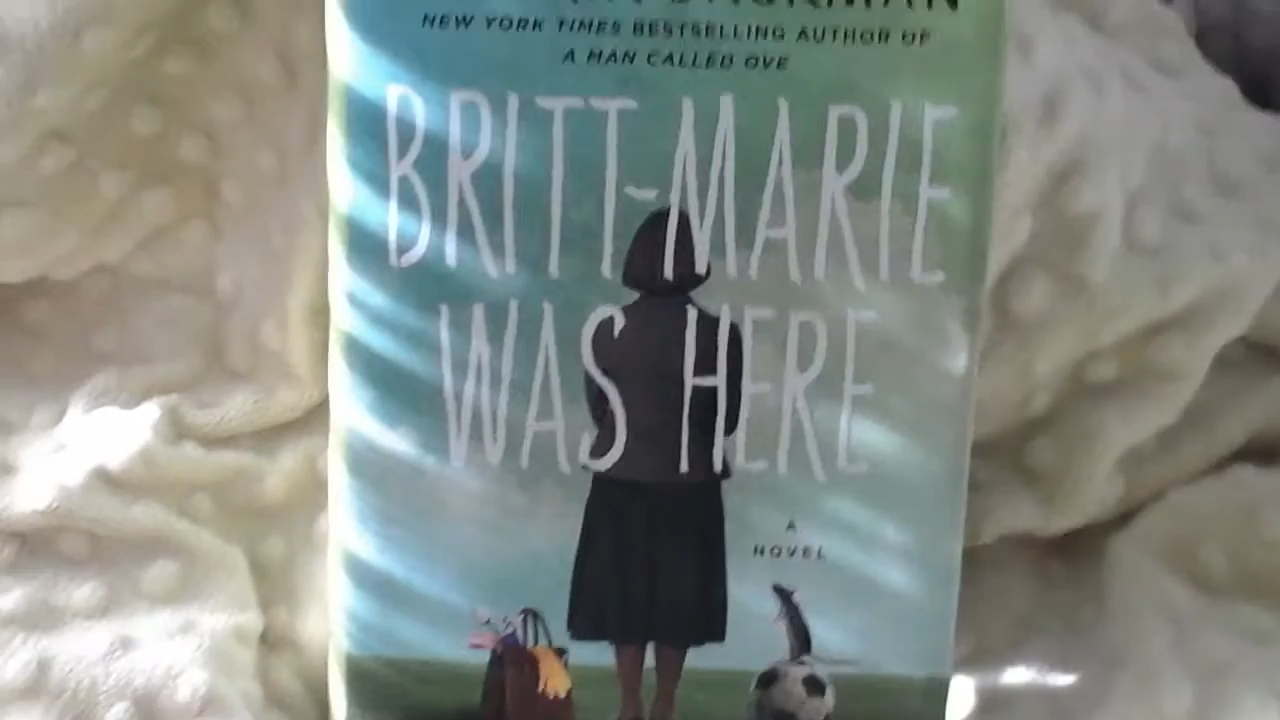 NEW YORK TIMES BESTSELLING AUTHOR OF
A MAN CALLED OVE
BRITT-MARIE
WAS HERE
A
NOVEL